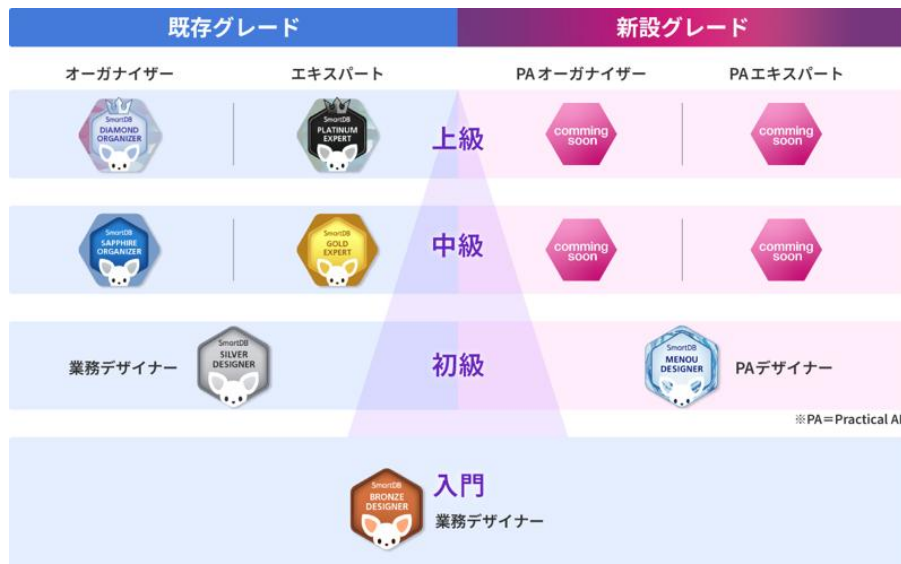 既存グレード
新設グレード
オーガナイザー
エキスパート
PAオーガナイザー
PAエキスパート
SmartDB
DIAMOND
ORGANIZER
SmartDB
PLATINUM
EXPERT
上級
comming
soon
comming
soon
SmartDB
SAPPHIRE
ORGANIZER
SmartDB
GOLD
EXPERT
中級
comming
soon
comming
soon
業務デザイナー
SmartDB
SILVER
DESIGNER
初級
SmartDB
MENOU
DESIGNER
PAデザイナー
※PA=Practical AI
SmartDB
BRONZE
DESIGNER
入門
業務デザイナー